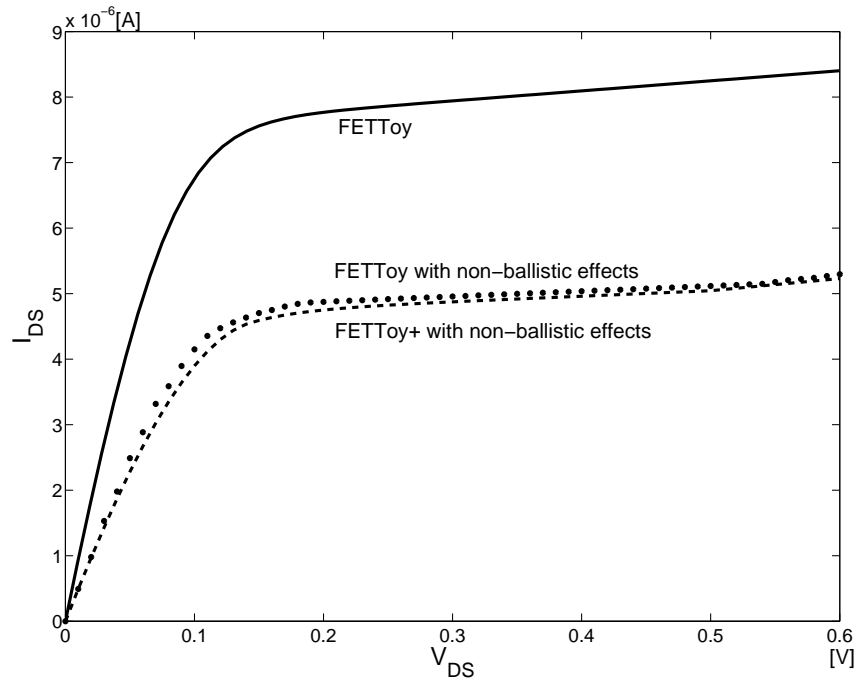 x 10⁻⁶[A]
9
8
7
6
5
4
3
2
1
0
I_DS
FETToy
FETToy with non−ballistic effects
FETToy+ with non−ballistic effects
0 0.1 0.2 0.3 0.4 0.5 0.6
V_DS
[V]